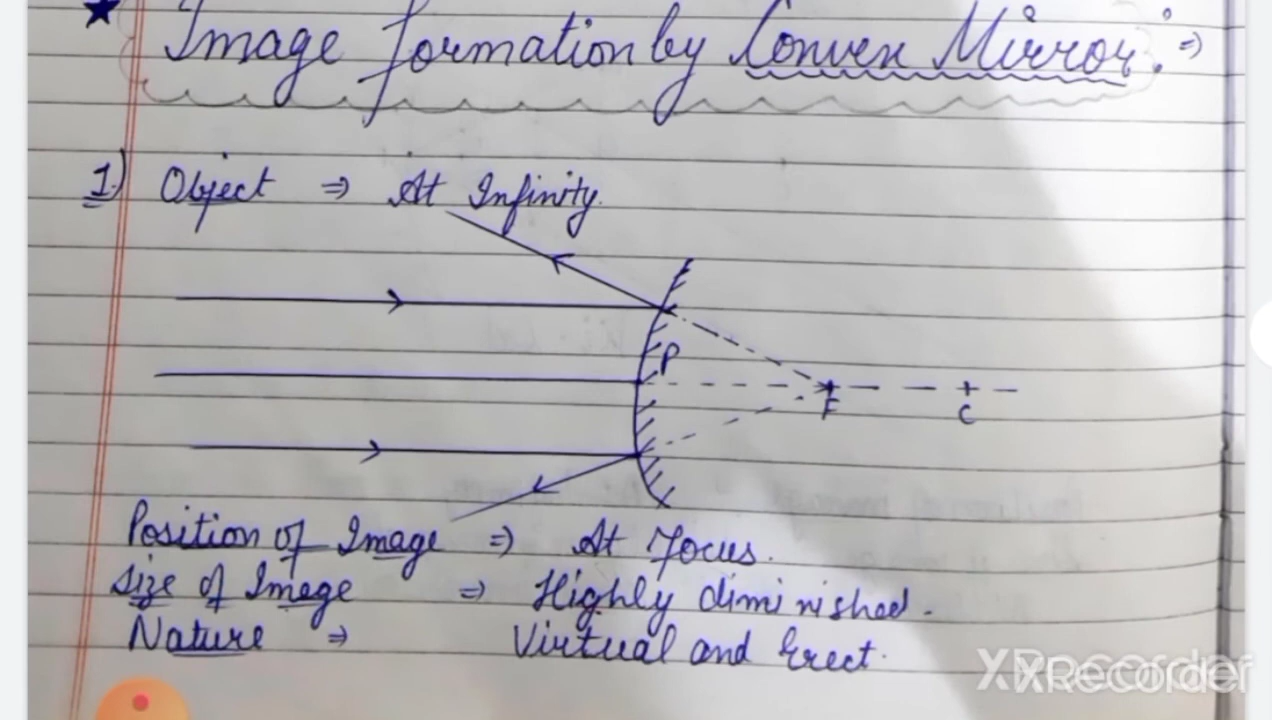 ★ Image formation by Convex Mirror :⇒
1.) Object ⇒ At Infinity.
P
F
C
Position of Image ⇒ At Focus.
Size of Image ⇒ Highly diminished.
Nature ⇒ Virtual and Erect.
XRecorder